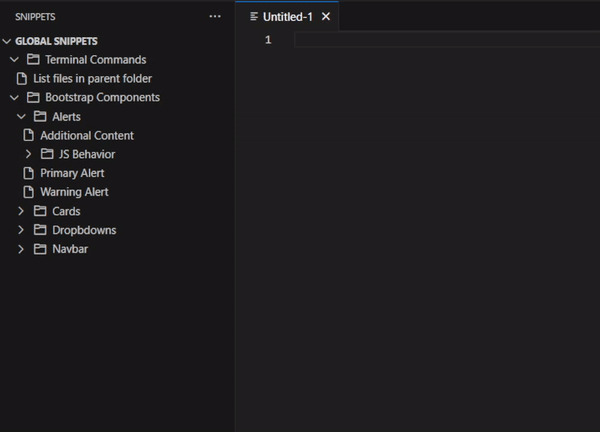 SNIPPETS
GLOBAL SNIPPETS
Terminal Commands
List files in parent folder
Bootstrap Components
Alerts
Additional Content
JS Behavior
Primary Alert
Warning Alert
Cards
Dropbdowns
Navbar
Untitled-1
1